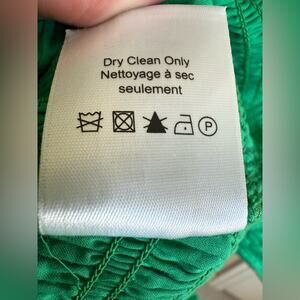 Dry Clean Only
Nettoyage à sec
seulement
P